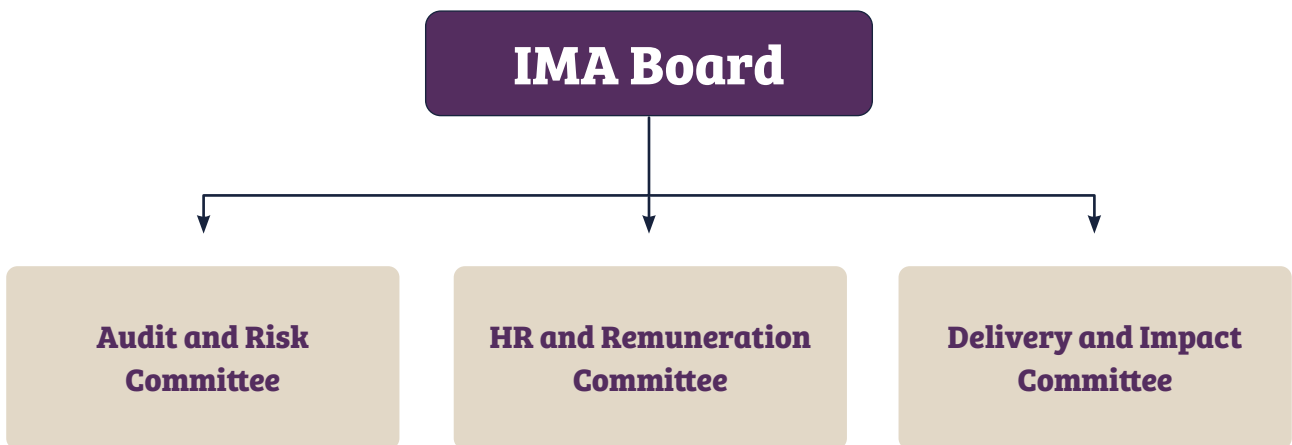 IMA Board
Audit and Risk
Committee
HR and Remuneration
Committee
Delivery and Impact
Committee